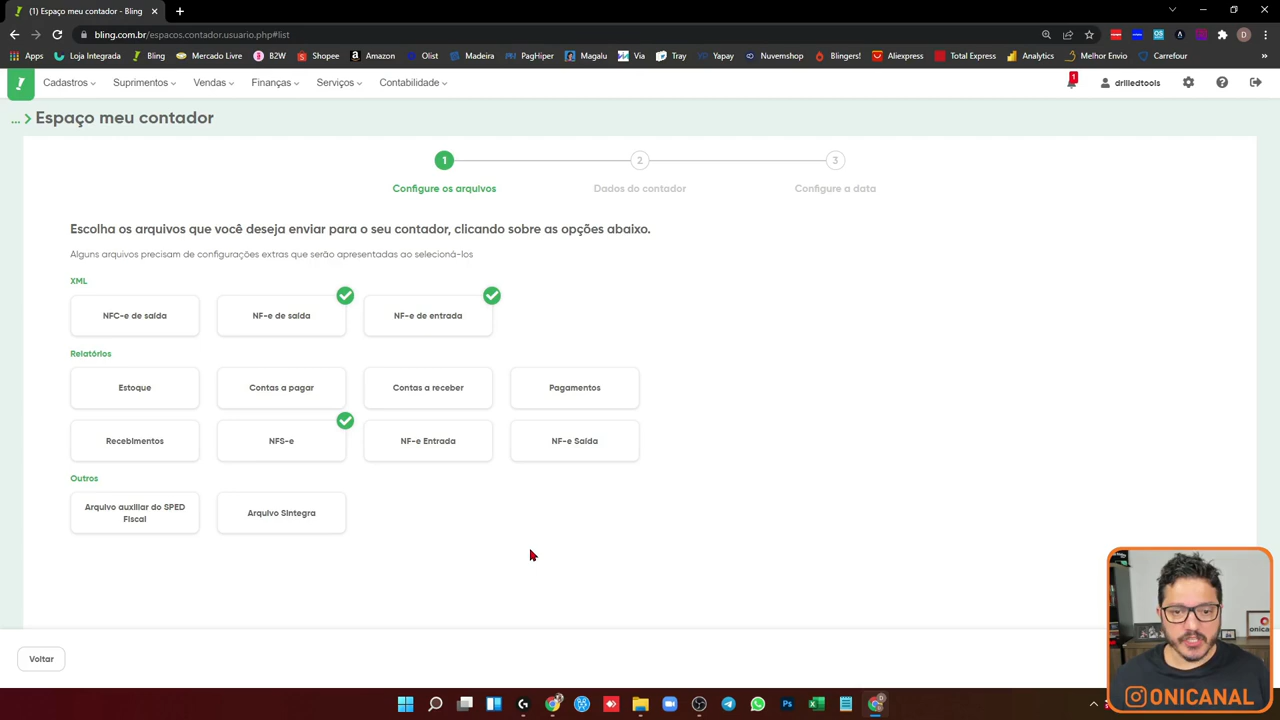 (1) Espaço meu contador - Bling
bling.com.br/espacos.contador.usuario.php#list
Apps Loja Integrada Bling Mercado Livre B2W Shopee Amazon Olist Madeira PagHiper Magalu Via Tray Yapay Nuvemshop Blingers! Aliexpress Total Express Analytics Melhor Envio Carrefour »
Cadastros Suprimentos Vendas Finanças Serviços Contabilidade 1 drilledtools
... > Espaço meu contador
1 2 3
Configure os arquivos Dados do contador Configure a data
Escolha os arquivos que você deseja enviar para o seu contador, clicando sobre as opções abaixo.
Alguns arquivos precisam de configurações extras que serão apresentadas ao selecioná-los
XML
NFC-e de saída NF-e de saída NF-e de entrada
Relatórios
Estoque Contas a pagar Contas a receber Pagamentos
Recebimentos NFS-e NF-e Entrada NF-e Saída
Outros
Arquivo auxiliar do SPED
Fiscal
Arquivo Sintegra
Voltar
ONICANAL